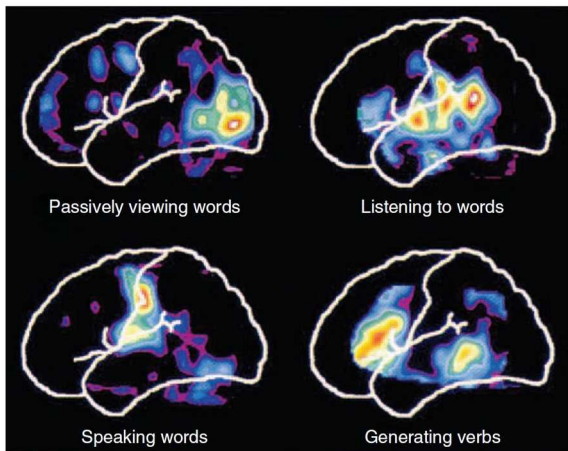 Passively viewing words
Listening to words
Speaking words
Generating verbs